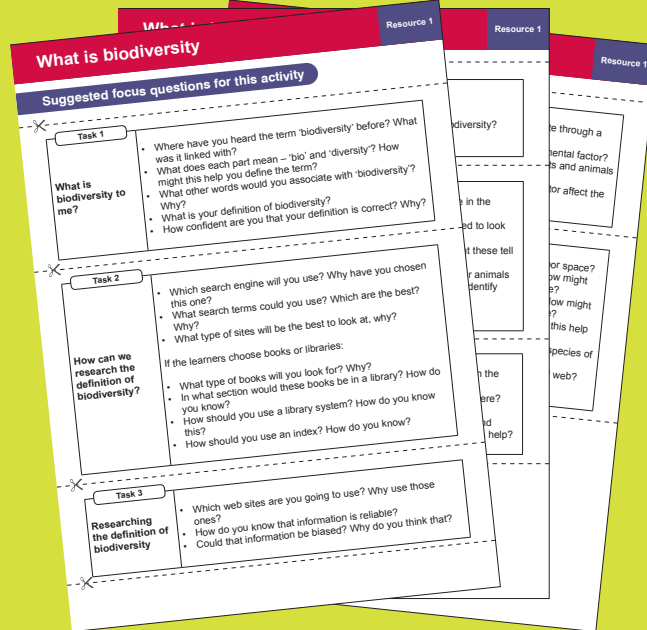 What is biodiversity
Resource 1
Suggested focus questions for this activity
Task 1
What is
biodiversity to
me?
• Where have you heard the term ‘biodiversity’ before? What
was it linked with?
• What does each part mean – ‘bio’ and ‘diversity’? How
might this help you define the term?
• What other words would you associate with ‘biodiversity’?
Why?
• What is your definition of biodiversity?
• How confident are you that your definition is correct? Why?
Task 2
How can we
research the
definition of
biodiversity?
• Which search engine will you use? Why have you chosen
this one?
• What search terms could you use? Which are the best?
Why?
• What type of sites will be the best to look at. why?
If the learners choose books or libraries:
• What type of books will you look for? Why?
• In what section would these books be in a library? How do
you know?
• How should you use a library system? How do you know
this?
• How should you use an index? How do you know?
Task 3
Researching
the definition of
biodiversity
• Which web sites are you going to use? Why use those
ones?
• How do you know that information is reliable?
• Could that information be biased? Why do you think that?
What
Resource 1
in the
ed to look
these tell
animals
the
help?
Resource 1
through a
factor?
and animals
affect the
space?
might
might
this help
species of
web?